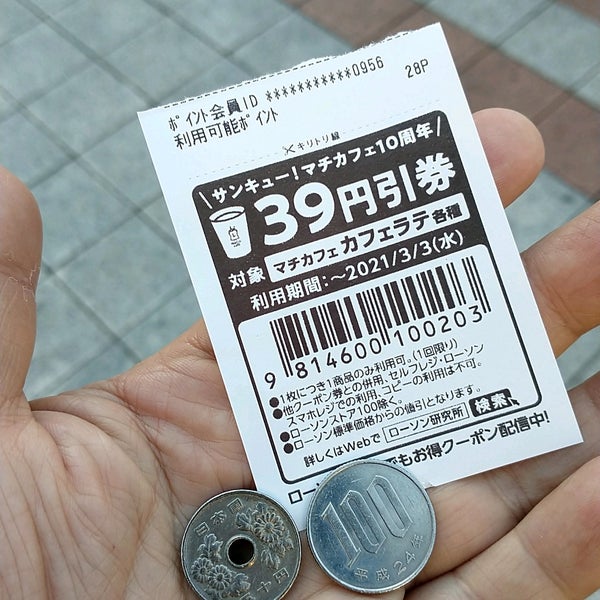 ポイント会員ID ***********0956
利用可能ポイント 28P
✂キリトリ線
\サンキュー！マチカフェ10周年/
39円引券
対象 マチカフェ カフェラテ 各種
利用期間：～2021/3/3(水)
9 814600 100203
●1枚につき1商品のみ利用可。(1回限り)
●他クーポン券との併用、セルフレジ・ローソン
スマホレジでの利用、コピーの利用は不可。
●ローソンストア100除く。
●ローソン標準価格からの値引となります。
詳しくはWebで ローソン研究所 検索
ロー
でもお得クーポン配信中!
日本国
十円
100
平成24年